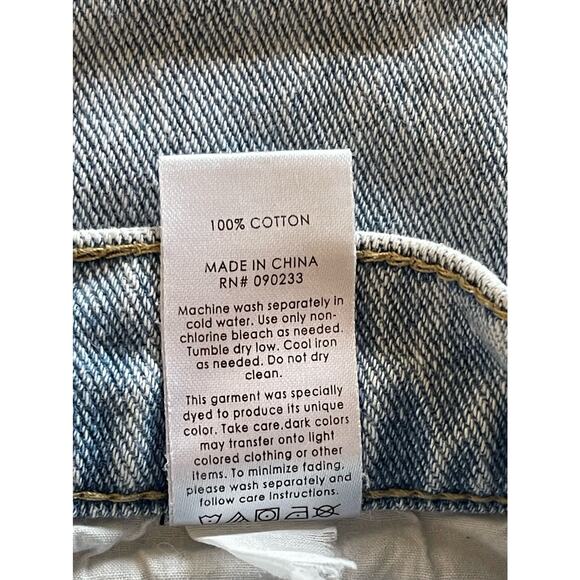 100% COTTON
MADE IN CHINA
RN# 090233
Machine wash separately in
cold water. Use only non-
chlorine bleach as needed.
Tumble dry low. Cool iron
as needed. Do not dry
clean.
This garment was specially
dyed to produce its unique
color. Take care,dark colors
may transfer onto light
colored clothing or other
items. To minimize fading,
please wash separately and
follow care instructions.